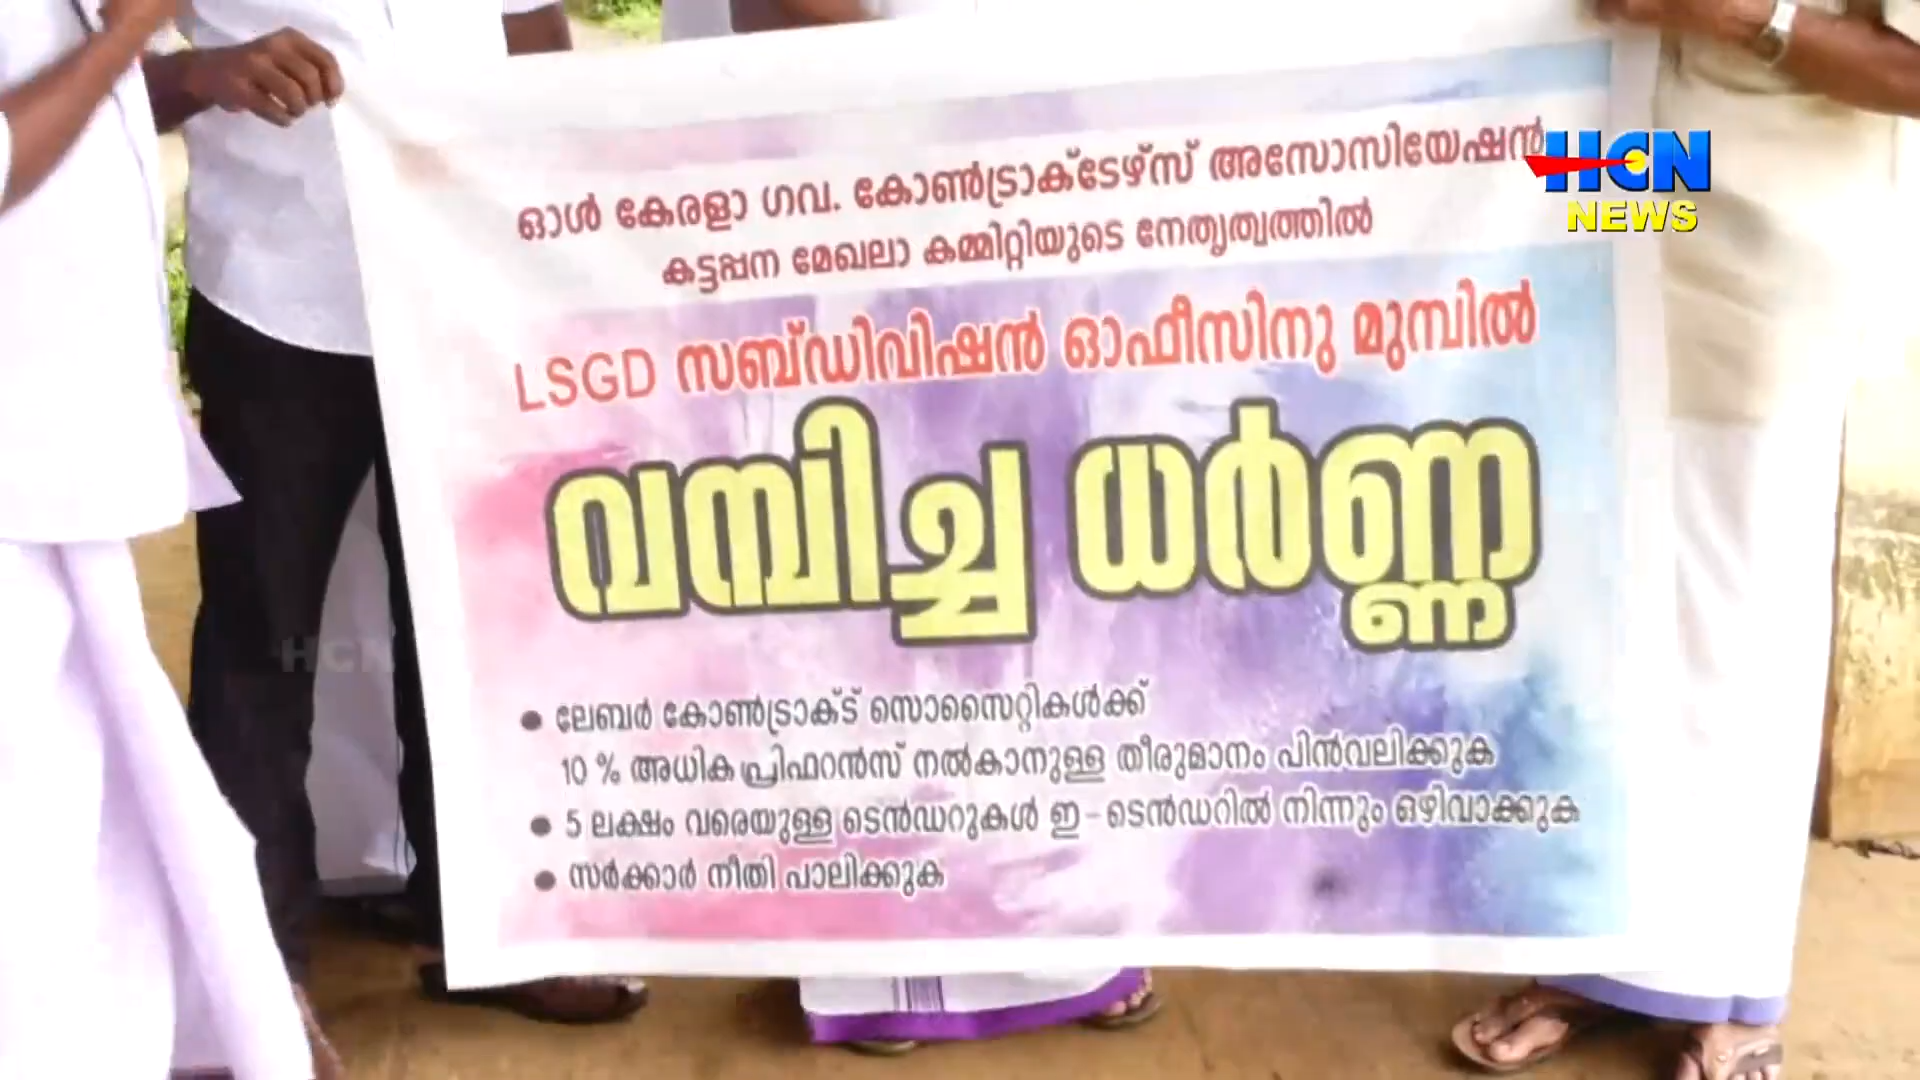 ഓൾ കേരളാ ഗവ. കോൺട്രാക്ടേഴ്സ് അസോസിയേഷൻ
കട്ടപ്പന മേഖലാ കമ്മിറ്റിയുടെ നേതൃത്വത്തിൽ
HCN
NEWS
LSGD സബ്ഡിവിഷൻ ഓഫീസിനു മുമ്പിൽ
വമ്പിച്ച ധർണ്ണ
HCN
• ലേബർ കോൺട്രാക്ട് സൊസൈറ്റികൾക്ക്
10 % അധിക പ്രിഫറൻസ് നൽകാനുള്ള തീരുമാനം പിൻവലിക്കുക
• 5 ലക്ഷം വരെയുള്ള ടെൻഡറുകൾ ഇ - ടെൻഡറിൽ നിന്നും ഒഴിവാക്കുക
• സർക്കാർ നീതി പാലിക്കുക